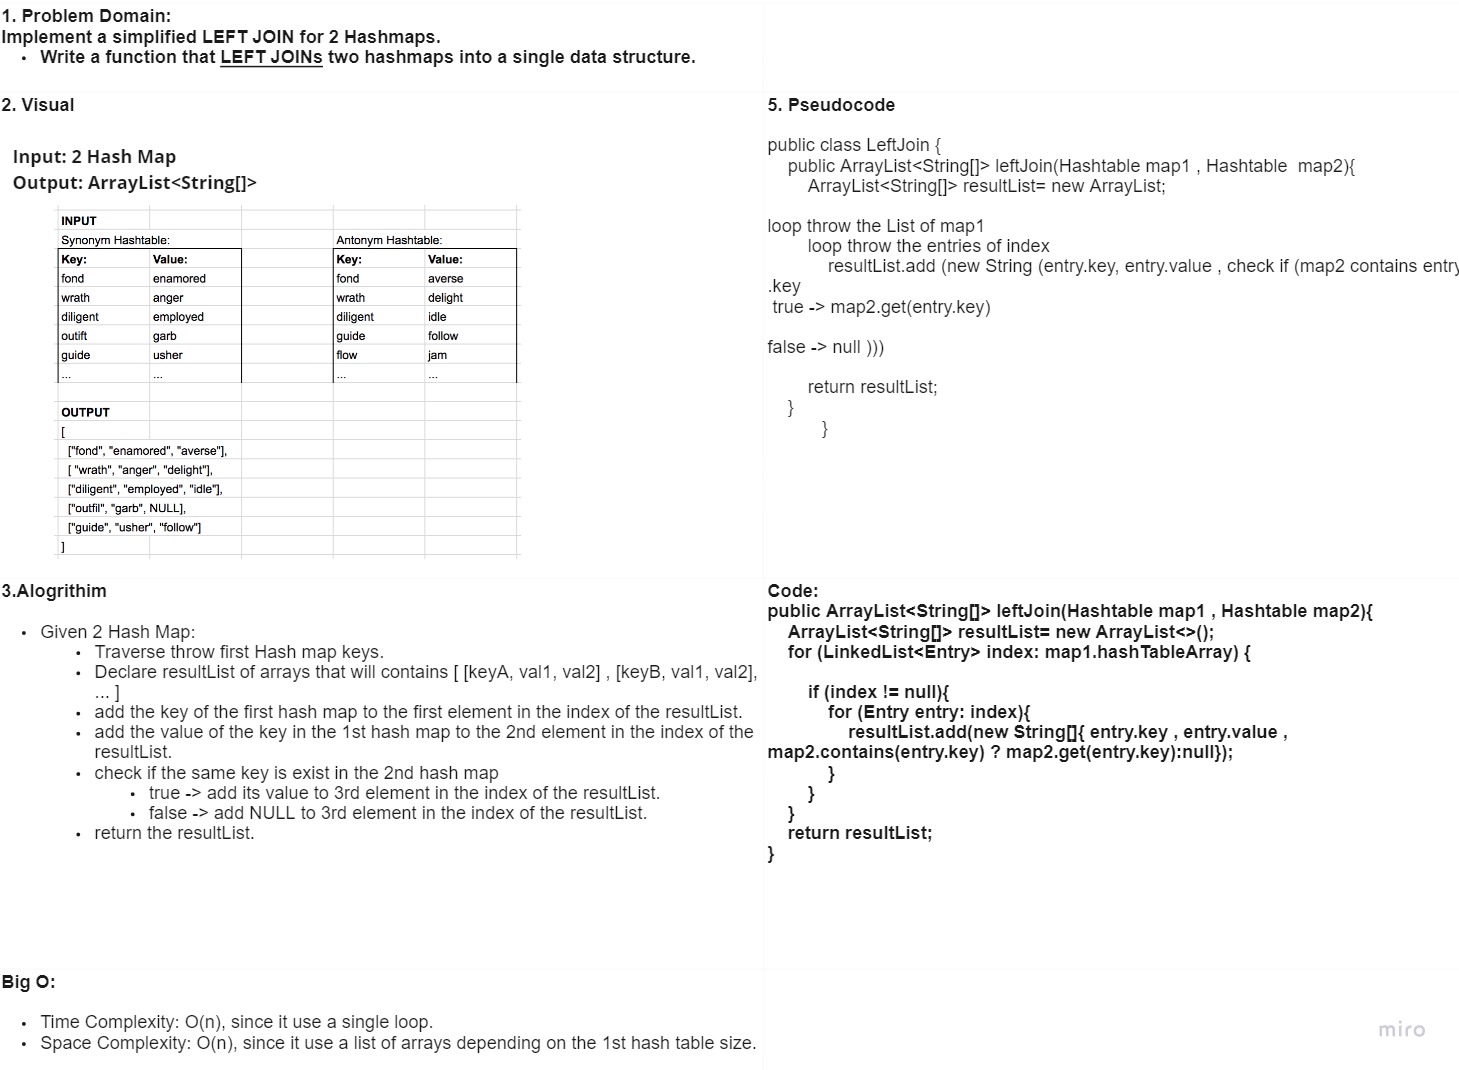 1. Problem Domain:
Implement a simplified LEFT JOIN for 2 Hashmaps.
• Write a function that LEFT JOINs two hashmaps into a single data structure.
2. Visual
Input: 2 Hash Map
Output: ArrayList<String[]>
INPUT
Synonym Hashtable: Antonym Hashtable:
Key: Value: Key: Value:
fond enamored fond averse
wrath anger wrath delight
diligent employed diligent idle
outift garb guide follow
guide usher flow jam
... ... ... ...
OUTPUT
[
["fond", "enamored", "averse"],
[ "wrath", "anger", "delight"],
["diligent", "employed", "idle"],
["outfil", "garb", NULL],
["guide", "usher", "follow"]
]
3.Alogrithim
• Given 2 Hash Map:
• Traverse throw first Hash map keys.
• Declare resultList of arrays that will contains [ [keyA, val1, val2] , [keyB, val1, val2],
... ]
• add the key of the first hash map to the first element in the index of the resultList.
• add the value of the key in the 1st hash map to the 2nd element in the index of the
resultList.
• check if the same key is exist in the 2nd hash map
• true -> add its value to 3rd element in the index of the resultList.
• false -> add NULL to 3rd element in the index of the resultList.
• return the resultList.
Big O:
• Time Complexity: O(n), since it use a single loop.
• Space Complexity: O(n), since it use a list of arrays depending on the 1st hash table size.
5. Pseudocode
public class LeftJoin {
public ArrayList<String[]> leftJoin(Hashtable map1 , Hashtable map2){
ArrayList<String[]> resultList= new ArrayList;
loop throw the List of map1
loop throw the entries of index
resultList.add (new String (entry.key, entry.value , check if (map2 contains entry
.key
true -> map2.get(entry.key)
false -> null )))
return resultList;
}
}
Code:
public ArrayList<String[]> leftJoin(Hashtable map1 , Hashtable map2){
ArrayList<String[]> resultList= new ArrayList<>();
for (LinkedList<Entry> index: map1.hashTableArray) {
if (index != null){
for (Entry entry: index){
resultList.add(new String[]{ entry.key , entry.value ,
map2.contains(entry.key) ? map2.get(entry.key):null});
}
}
}
return resultList;
}
miro